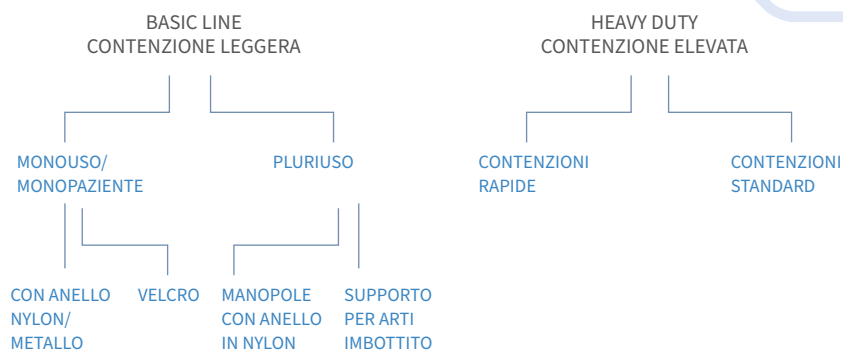 BASIC LINE
CONTENZIONE LEGGERA
HEAVY DUTY
CONTENZIONE ELEVATA
MONOUSO/
MONOPAZIENTE
PLURIUSO
CONTENZIONI
RAPIDE
CONTENZIONI
STANDARD
CON ANELLO
NYLON/
METALLO
VELCRO
MANOPOLE
CON ANELLO
IN NYLON
SUPPORTO
PER ARTI
IMBOTTITO